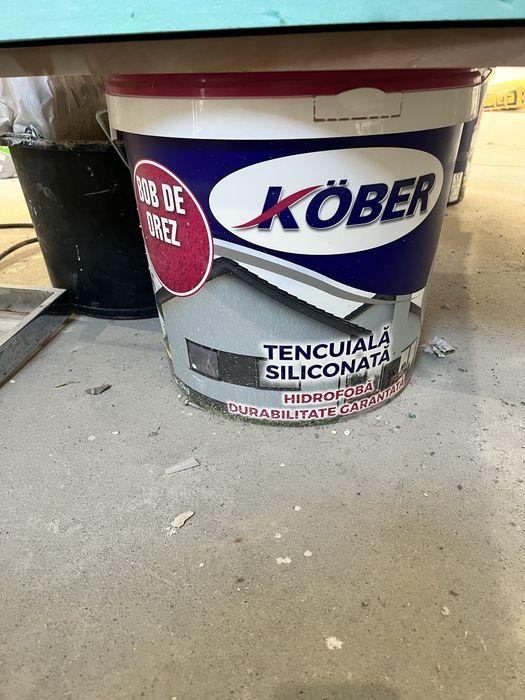 BOB DE
OREZ
KÖBER
TENCUIALĂ
SILICONATĂ
HIDROFOBĂ
DURABILITATE GARANTATĂ